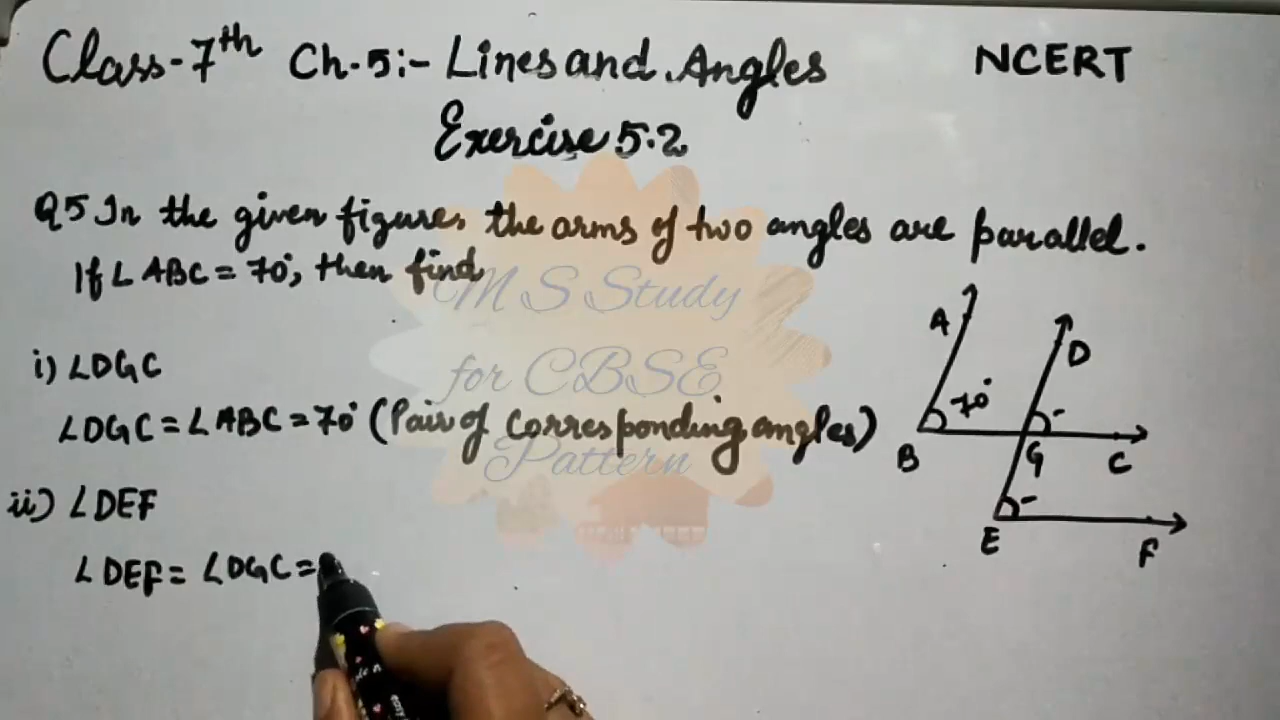 Class-7th Ch.5:- Lines and Angles NCERT
Exercise 5.2
Q5 In the given figures, the arms of two angles are parallel.
If ∠ABC = 70°, then find
i) ∠DGC
∠DGC = ∠ABC = 70° (Pair of corresponding angles)
ii) ∠DEF
∠DEF = ∠DGC =
A
D
70°
B
G
C
E
F
M S Study
for CBSE
Pattern